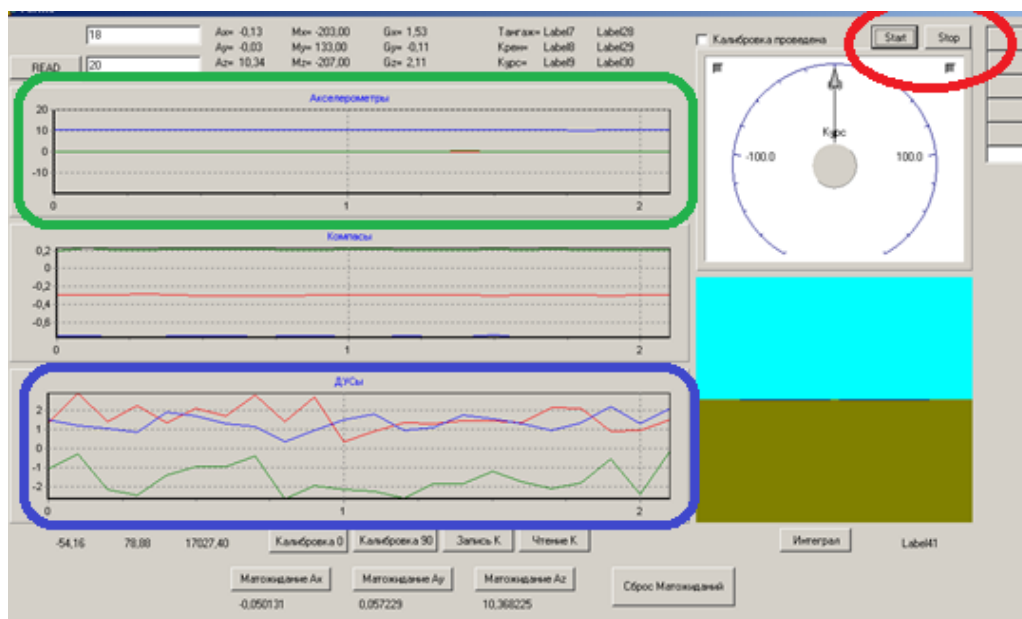 18
Ax= -0,13 Mx= -203,00 Gx= 1,53 Тангаж= Label7 Label28
Ay= -0,03 My= 133,00 Gy= -0,11 Крен= Label8 Label29
Az= 10,34 Mz= -207,00 Gz= 2,11 Курс= Label9 Label30
READ 20
Калибровка проведена Start Stop
Акселерометры
20
10
0
-10
0 1 2
Курс
-100.0 100.0
Компасы
0,2
0
-0,2
-0,4
-0,6
0 1 2
ДУСы
2
1
0
-1
-2
0 1 2
-54,16 78,88 17027,40 Калибровка 0 Калибровка 90 Запись К Чтение К Интеграл Label41
Матожидание Ax Матожидание Ay Матожидание Az Сброс Матожиданий
-0,050131 0,057229 10,368225